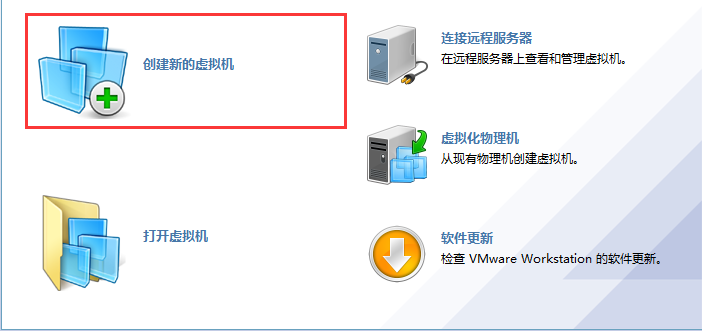 创建新的虚拟机
打开虚拟机
连接远程服务器
在远程服务器上查看和管理虚拟机。
虚拟化物理机
从现有物理机创建虚拟机。
软件更新
检查 VMware Workstation 的软件更新。